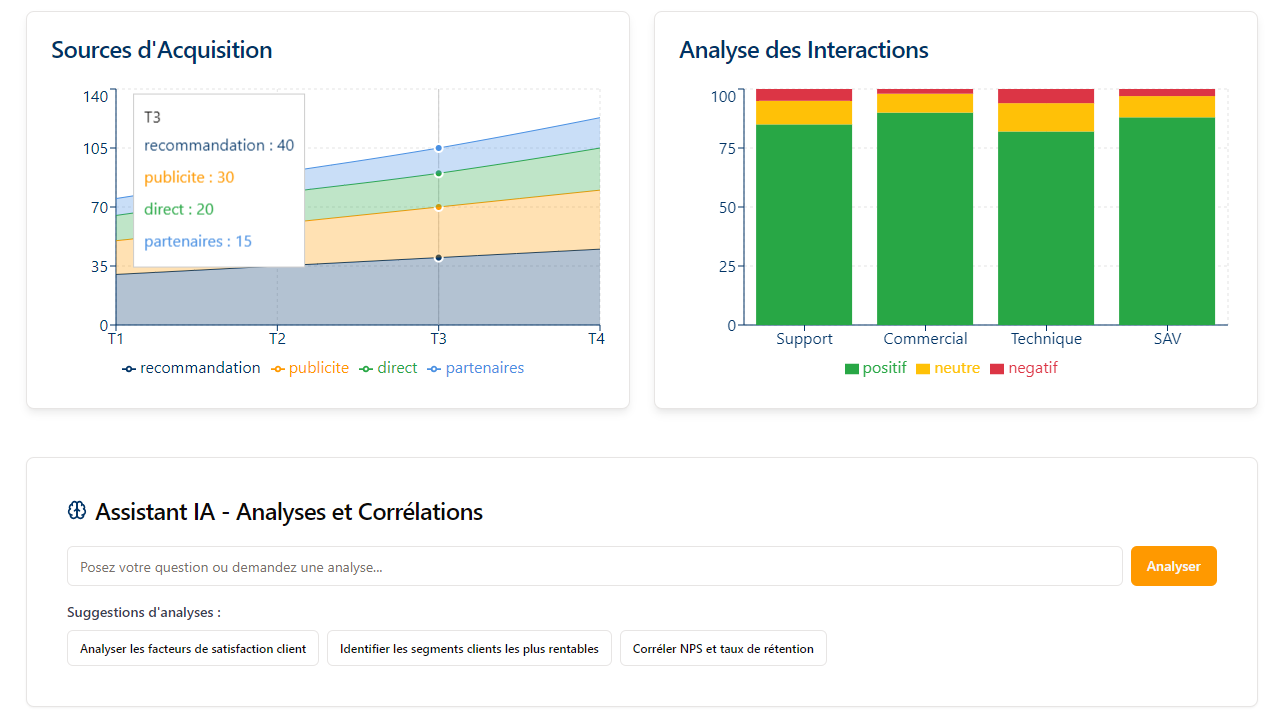 Sources d'Acquisition
140
105
70
35
0
T1
T2
T3
T4
T3
recommandation : 40
publicite : 30
direct : 20
partenaires : 15
recommandation
publicite
direct
partenaires
Analyse des Interactions
100
75
50
25
0
Support
Commercial
Technique
SAV
positif
neutre
negatif
Assistant IA - Analyses et Corrélations
Posez votre question ou demandez une analyse...
Analyser
Suggestions d'analyses :
Analyser les facteurs de satisfaction client
Identifier les segments clients les plus rentables
Corréler NPS et taux de rétention